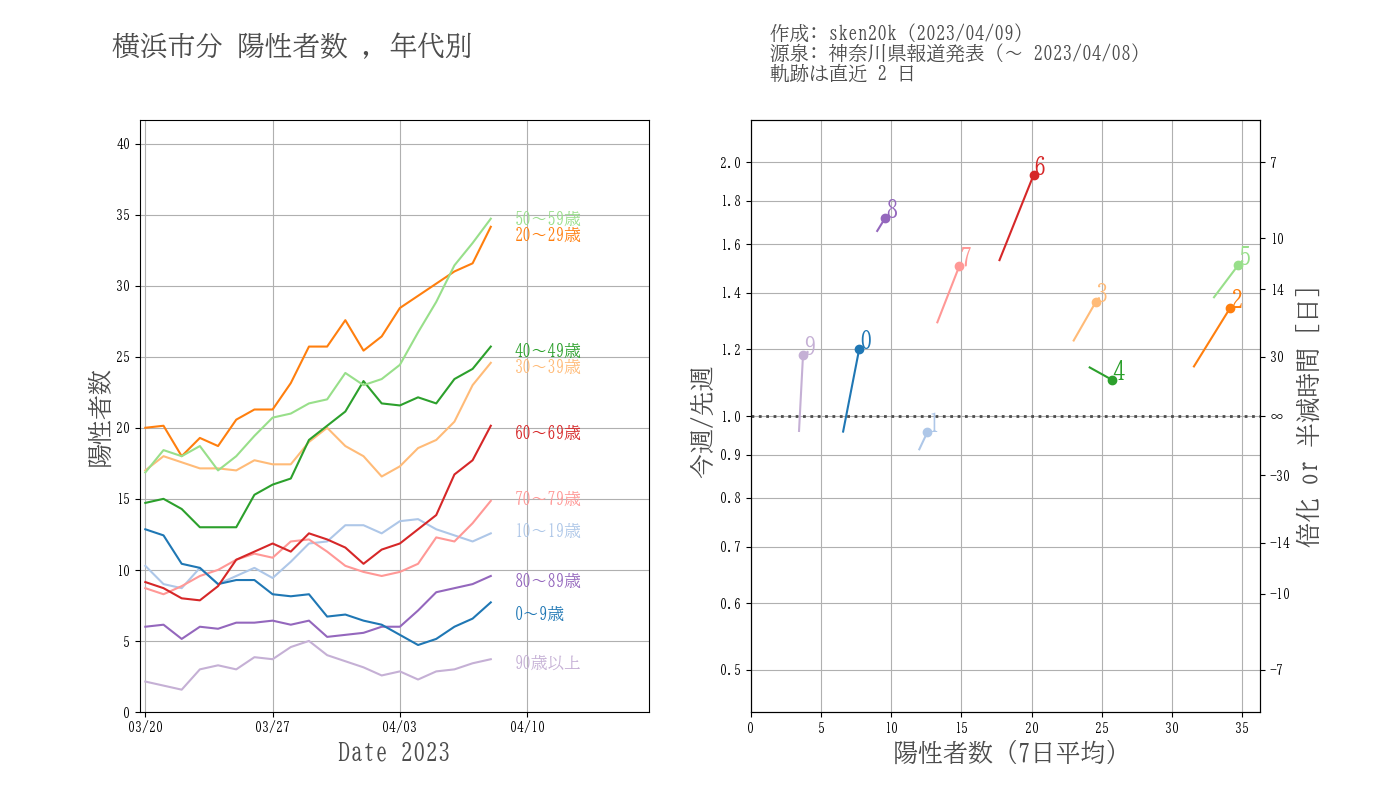 横浜市分 陽性者数 , 年代別
作成: sken20k (2023/04/09)
源泉: 神奈川県報道発表 (～ 2023/04/08)
軌跡は直近 2 日
陽性者数
40
35
30
25
20
15
10
5
0
50～59歳
20～29歳
40～49歳
30～39歳
60～69歳
70～79歳
10～19歳
80～89歳
0～9歳
90歳以上
03/20
03/27
04/03
04/10
Date 2023
今週/先週
2.0
1.8
1.6
1.4
1.2
1.0
0.9
0.8
0.7
0.6
0.5
6
8
7
5
3
2
9
0
4
1
7
10
14
30
∞
-30
-14
-10
-7
倍化 or 半減時間 [日]
0
5
10
15
20
25
30
35
陽性者数 (7日平均)